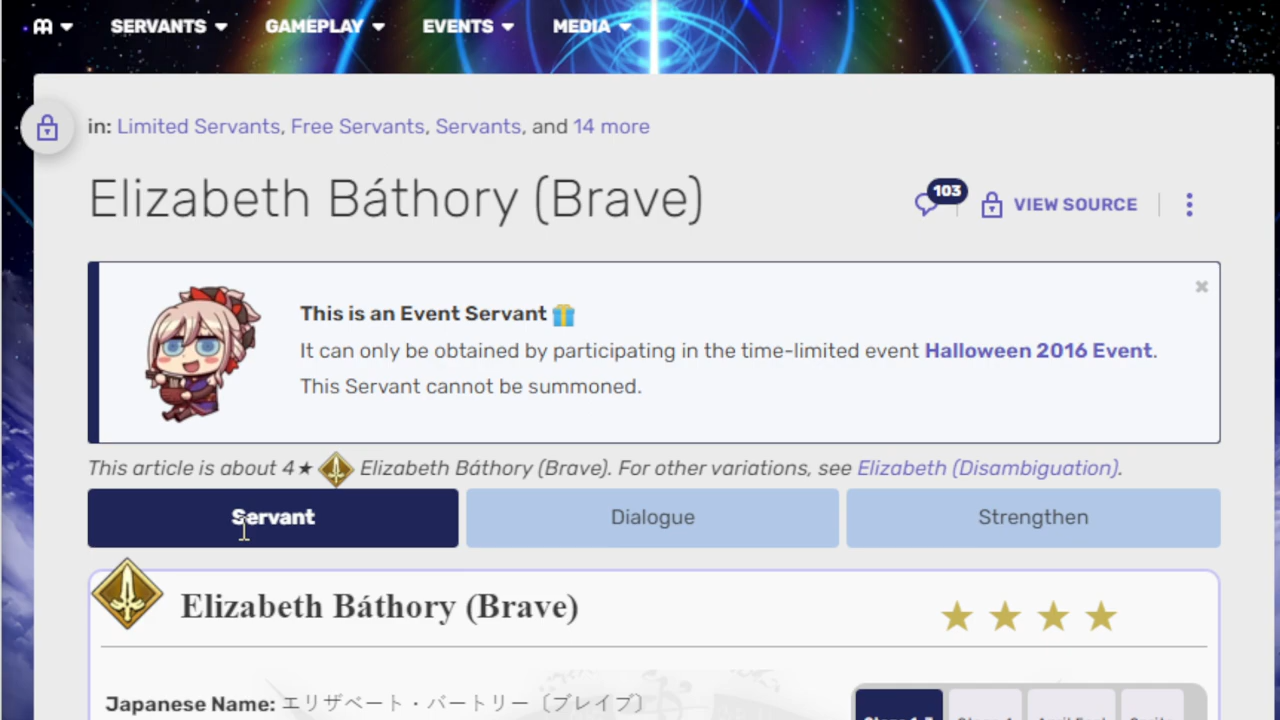 SERVANTS GAMEPLAY EVENTS MEDIA
in: Limited Servants, Free Servants, Servants, and 14 more
Elizabeth Báthory (Brave)
103
VIEW SOURCE
This is an Event Servant
It can only be obtained by participating in the time-limited event Halloween 2016 Event.
This Servant cannot be summoned.
This article is about 4★ Elizabeth Báthory (Brave). For other variations, see Elizabeth (Disambiguation).
Servant Dialogue Strengthen
Elizabeth Báthory (Brave)
Japanese Name: エリザベート・バートリー〔ブレイブ〕